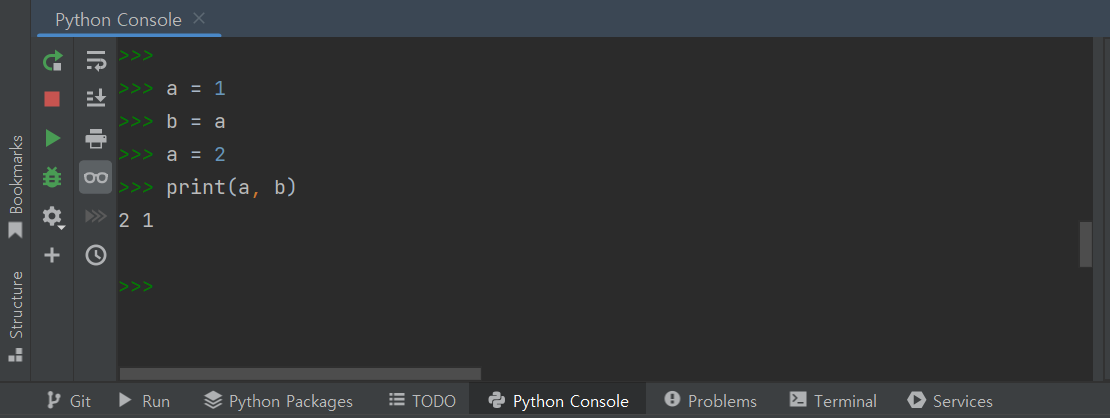 Python Console
>>>
>>> a = 1
>>> b = a
>>> a = 2
>>> print(a, b)
2 1
>>>
Bookmarks
Structure
Git Run Python Packages TODO Python Console Problems Terminal Services